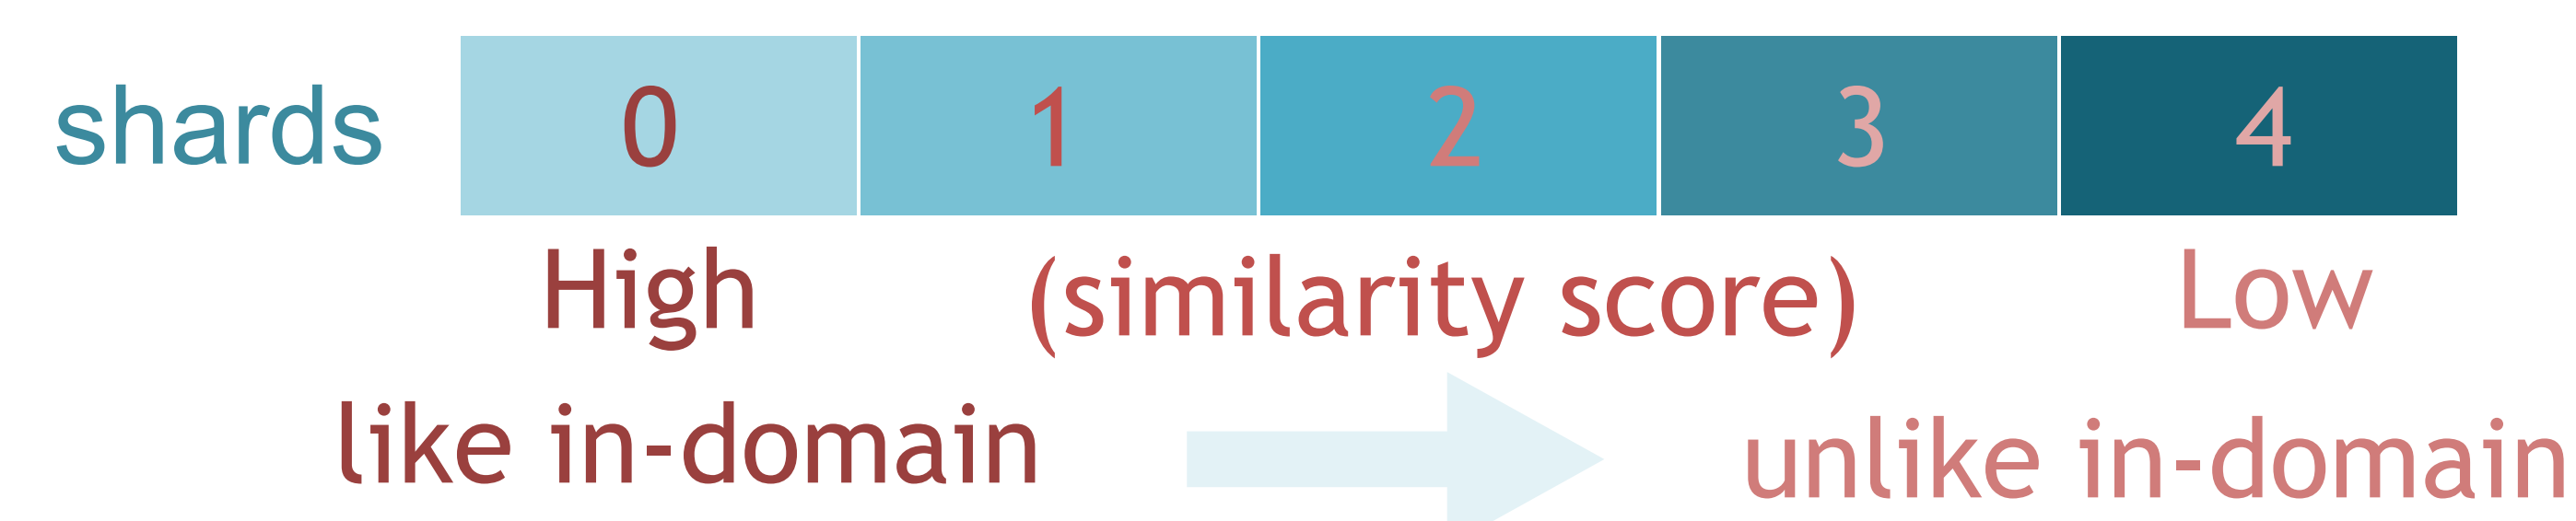 shards 0 1 2 3 4
High (similarity score) Low
like in-domain unlike in-domain